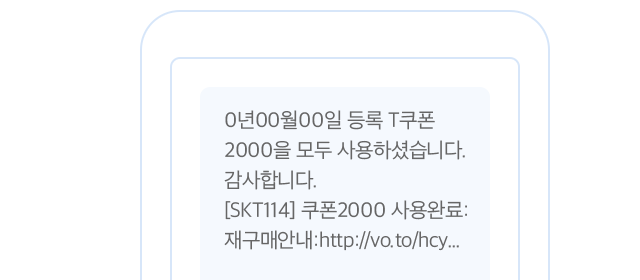 0년00월00일 등록 T쿠폰
2000을 모두 사용하셨습니다.
감사합니다.
[SKT114] 쿠폰2000 사용완료:
재구매안내:http://vo.to/hcy...